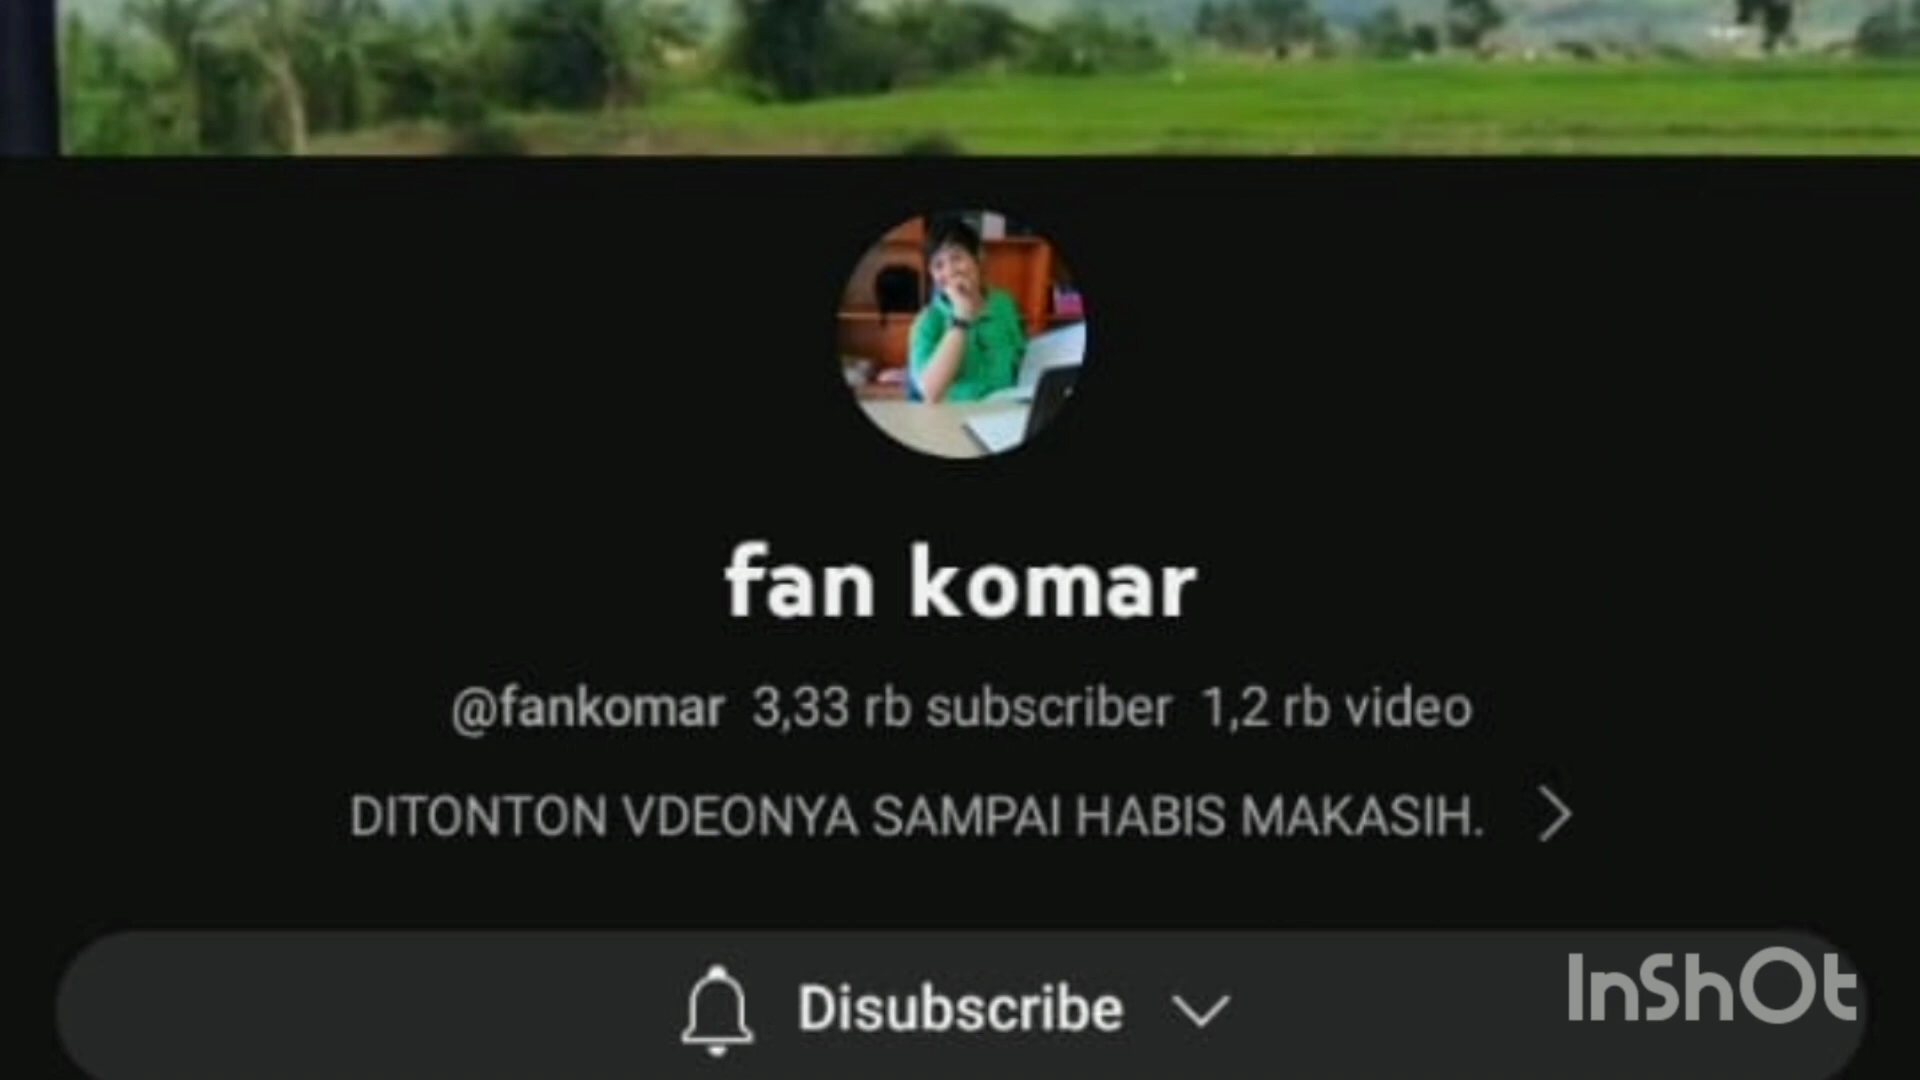 fan komar
@fankomar 3,33 rb subscriber 1,2 rb video
DITONTON VDEONYA SAMPAI HABIS MAKASIH.
Disubscribe
InShOt